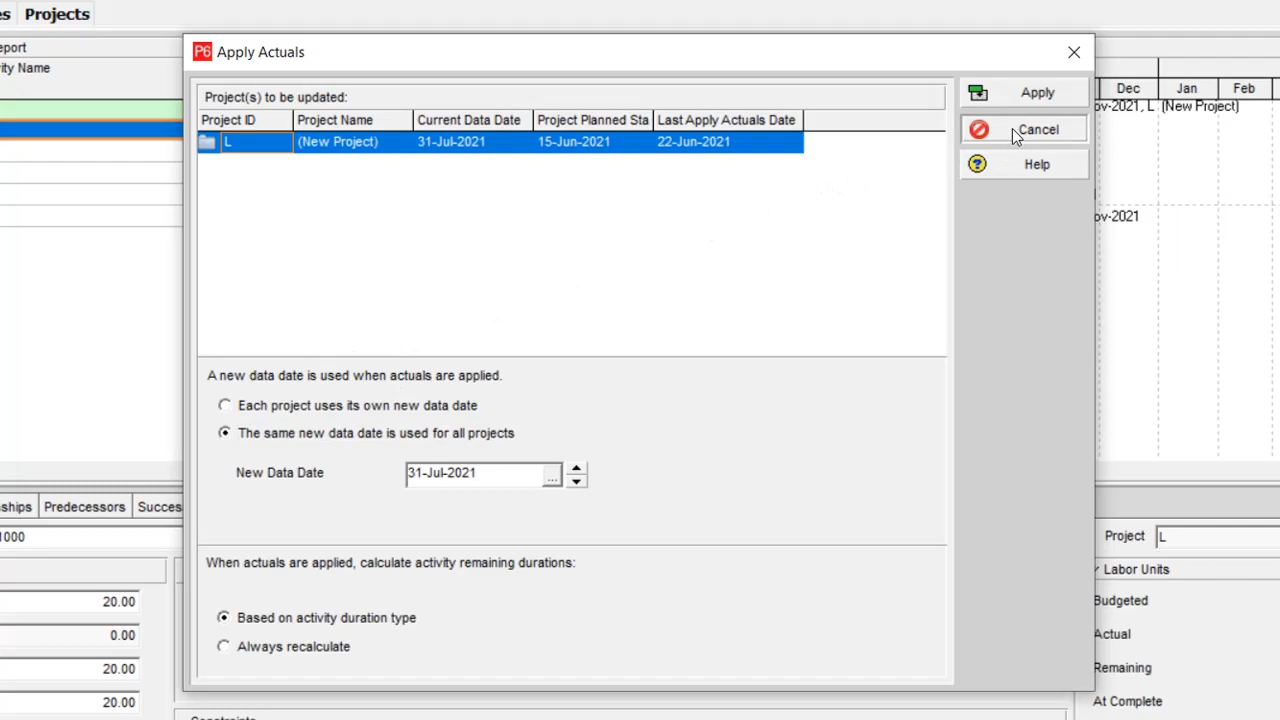 es Projects
eport
ity Name
P6 Apply Actuals
Project(s) to be updated:
Project ID Project Name Current Data Date Project Planned Sta Last Apply Actuals Date
L (New Project) 31-Jul-2021 15-Jun-2021 22-Jun-2021
Apply
Cancel
Help
Dec Jan Feb
ov-2021, L (New Project)
ov-2021
A new data date is used when actuals are applied.
Each project uses its own new data date
The same new data date is used for all projects
New Data Date 31-Jul-2021 ...
When actuals are applied, calculate activity remaining durations:
Based on activity duration type
Always recalculate
nships Predecessors Succes
1000
20.00
0.00
20.00
20.00
Project L
Labor Units
Budgeted
Actual
Remaining
At Complete